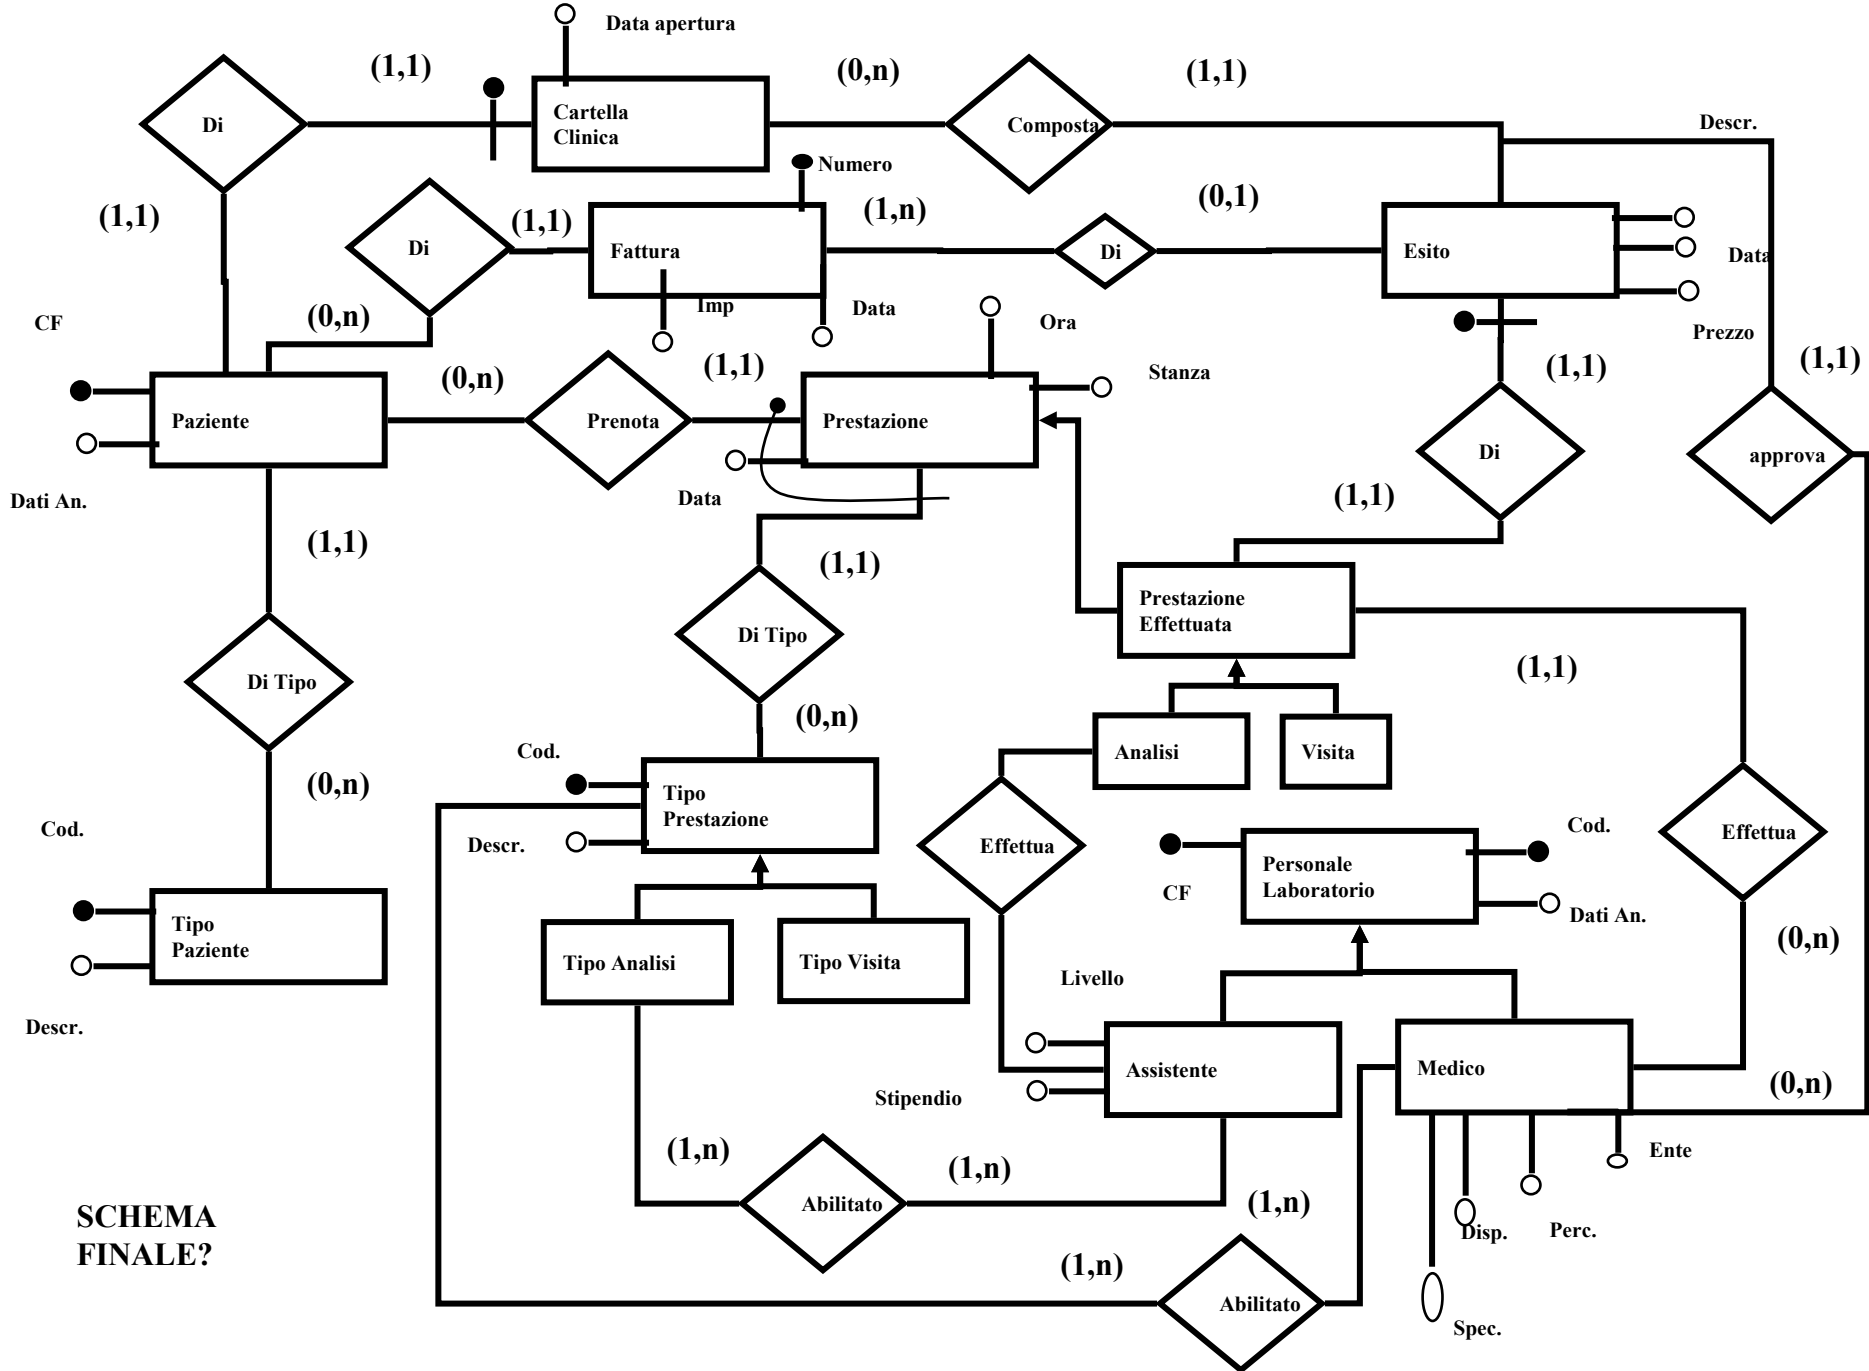 Data apertura
(1,1)
(0,n)
(1,1)
Cartella
Clinica
Di
Composta
Descr.
Numero
(1,1)
(1,1)
(1,n)
(0,1)
Di
Fattura
Di
Esito
Data
Imp
Data
CF
(0,n)
Ora
Prezzo
(0,n)
(1,1)
Stanza
(1,1)
(1,1)
Paziente
Prenota
Prestazione
Di
approva
Dati An.
Data
(1,1)
(1,1)
(1,1)
Prestazione
Effettuata
Di Tipo
(1,1)
Di Tipo
(0,n)
Cod.
Analisi
Visita
(0,n)
Tipo
Prestazione
Cod.
Descr.
Effettua
Personale
Laboratorio
Cod.
Effettua
CF
Dati An.
Tipo
Paziente
Tipo Analisi
Tipo Visita
(0,n)
Livello
Descr.
Assistente
Medico
(0,n)
Stipendio
(1,n)
(1,n)
Ente
Abilitato
(1,n)
SCHEMA
FINALE?
Disp.
Perc.
(1,n)
Abilitato
Spec.